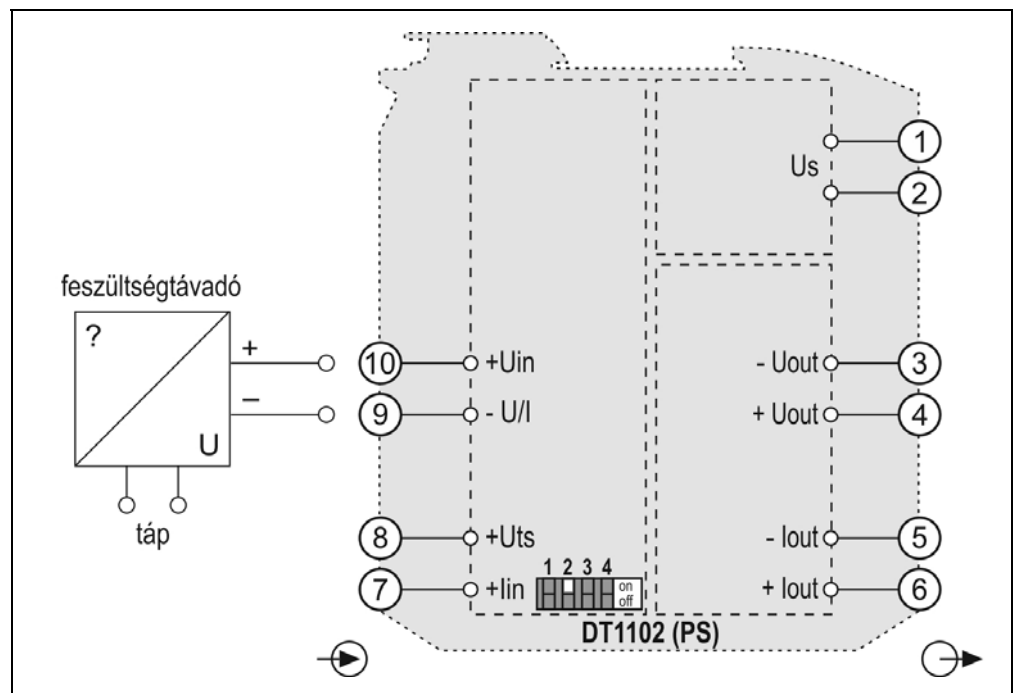 1
Us
2
feszültségtávadó
?
+
–
U
táp
10 +Uin
9 - U/I
8 +Uts
7 +Iin
1 2 3 4
on
off
- Uout 3
+ Uout 4
- Iout 5
+ Iout 6
DT1102 (PS)